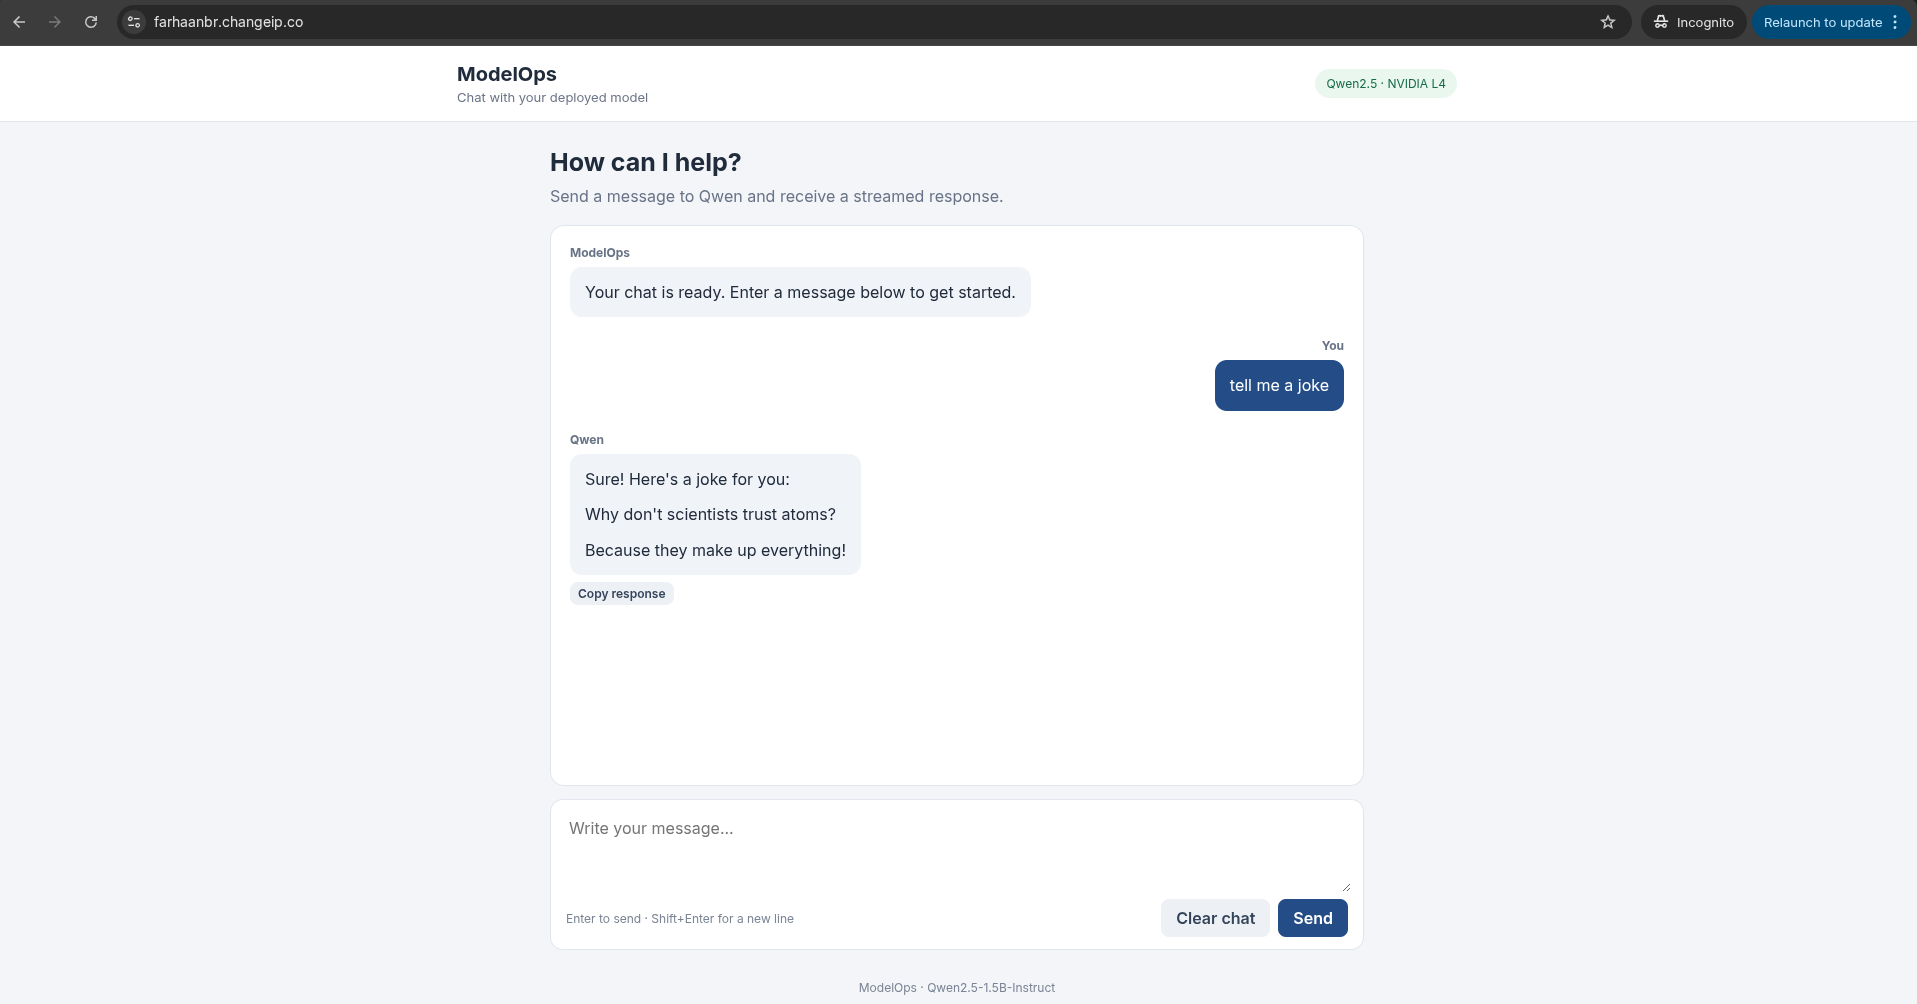 farhaanbr.changeip.co
Incognito
Relaunch to update
ModelOps
Chat with your deployed model
Qwen2.5 · NVIDIA L4
How can I help?
Send a message to Qwen and receive a streamed response.
ModelOps
Your chat is ready. Enter a message below to get started.
You
tell me a joke
Qwen
Sure! Here's a joke for you:
Why don't scientists trust atoms?
Because they make up everything!
Copy response
Write your message...
Enter to send · Shift+Enter for a new line
Clear chat
Send
ModelOps · Qwen2.5-1.5B-Instruct